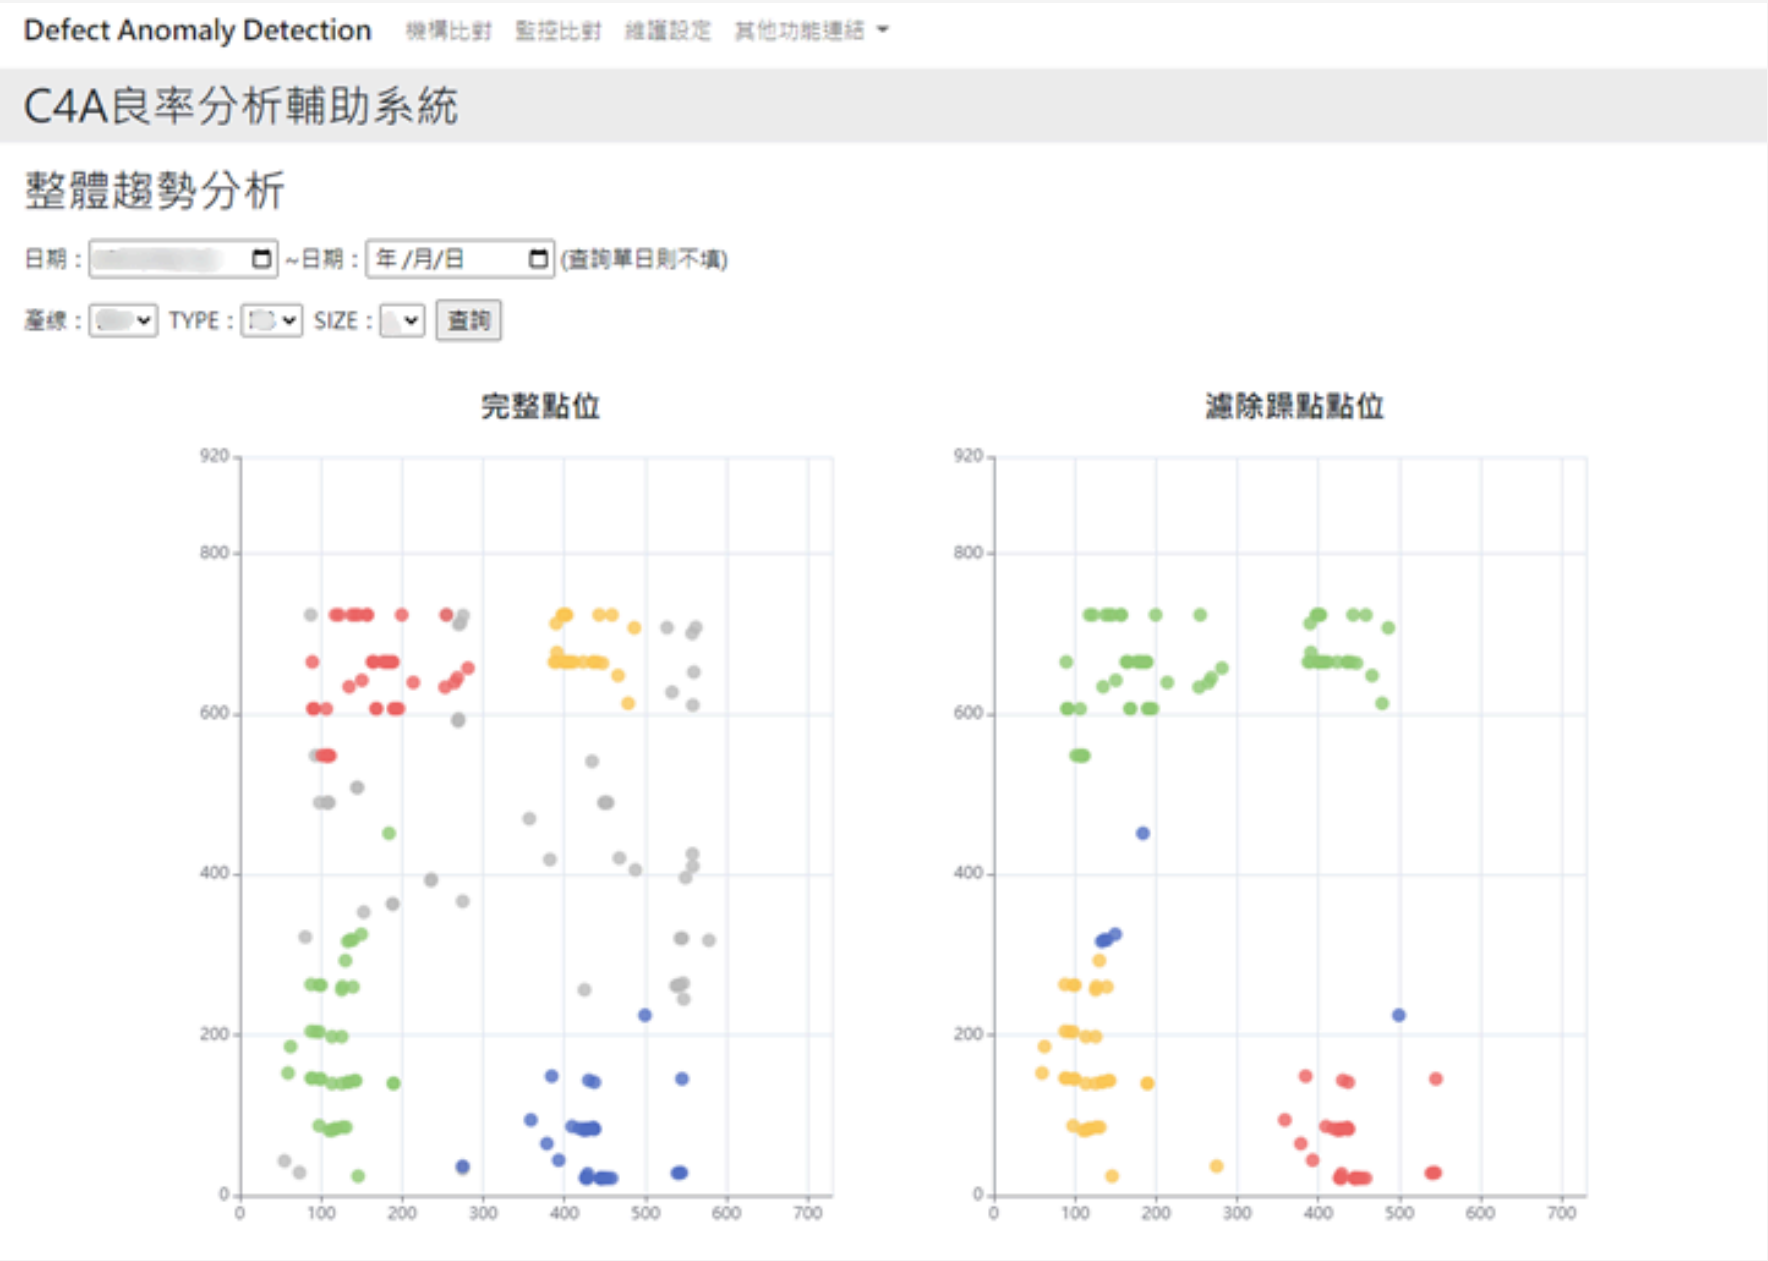 Defect Anomaly Detection 機構比對 監控比對 維護設定 其他功能連結
C4A良率分析輔助系統
整體趨勢分析
日期： ~日期：年/月/日 (查詢單日則不填)
產線： TYPE： SIZE： 查詢
完整點位 濾除躁點點位
920 920
800 800
600 600
400 400
200 200
0 0
0 100 200 300 400 500 600 700 0 100 200 300 400 500 600 700